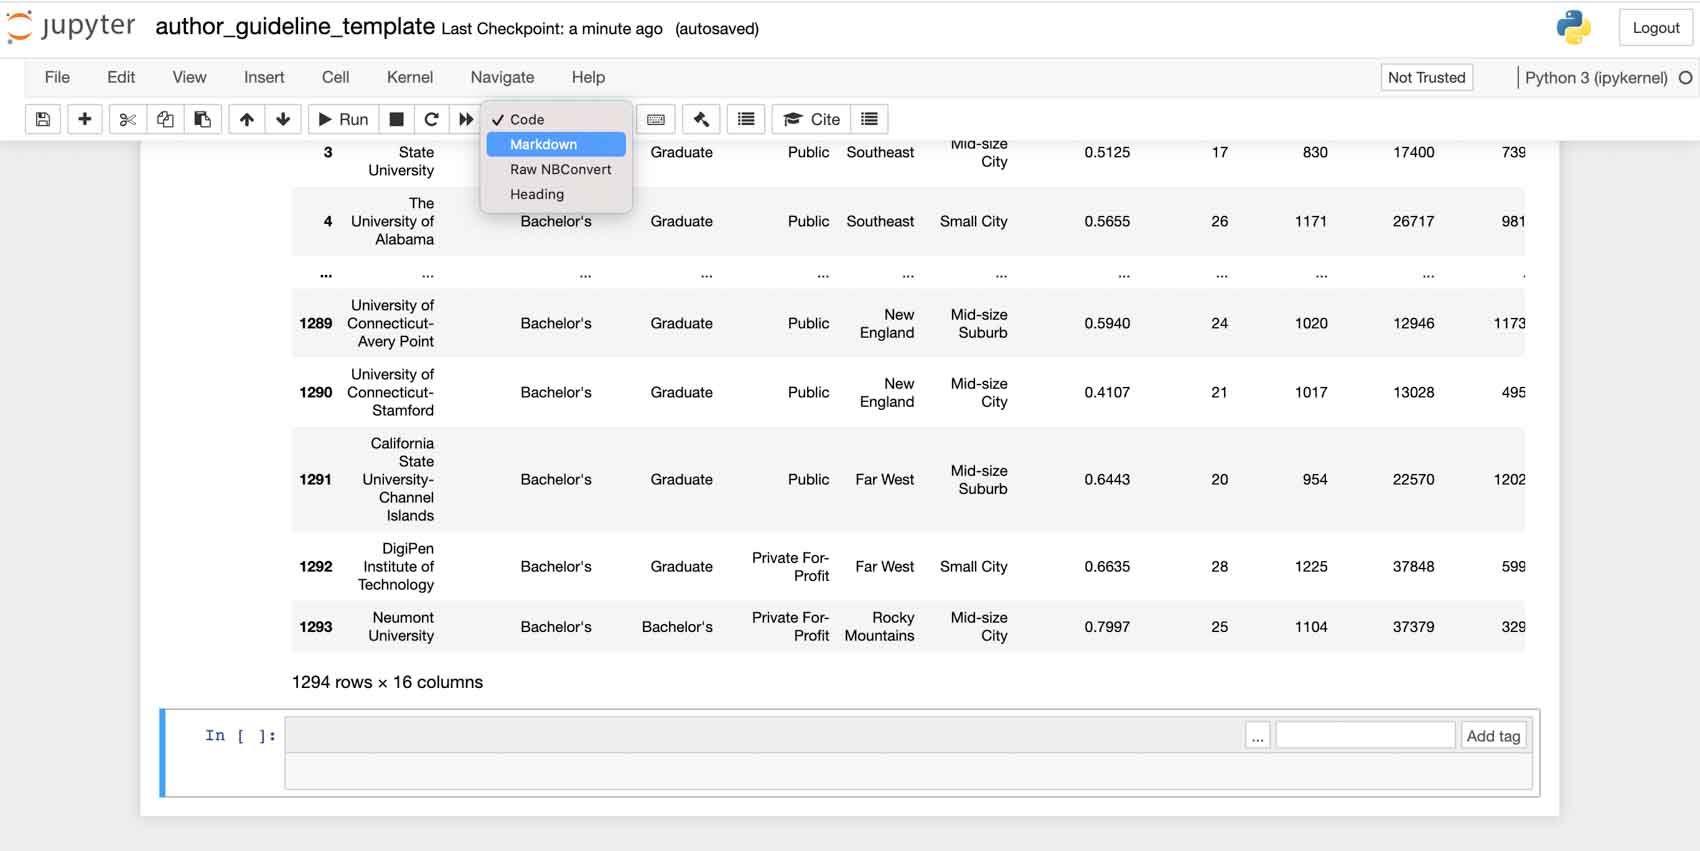 jupyter author_guideline_template Last Checkpoint: a minute ago (autosaved) Logout
File Edit View Insert Cell Kernel Navigate Help Not Trusted Python 3 (ipykernel)
Run Cite
Code
Markdown
Raw NBConvert
Heading
3 State University Graduate Public Southeast Mid-size City 0.5125 17 830 17400 739
4 The University of Alabama Bachelor's Graduate Public Southeast Small City 0.5655 26 1171 26717 981
... ... ... ... ... ... ... ... ... ... ... .
1289 University of Connecticut-Avery Point Bachelor's Graduate Public New England Mid-size Suburb 0.5940 24 1020 12946 1173
1290 University of Connecticut-Stamford Bachelor's Graduate Public New England Mid-size City 0.4107 21 1017 13028 495
1291 California State University-Channel Islands Bachelor's Graduate Public Far West Mid-size Suburb 0.6443 20 954 22570 1202
1292 DigiPen Institute of Technology Bachelor's Graduate Private For-Profit Far West Small City 0.6635 28 1225 37848 599
1293 Neumont University Bachelor's Bachelor's Private For-Profit Rocky Mountains Mid-size City 0.7997 25 1104 37379 329
1294 rows × 16 columns
In [ ]: ... Add tag